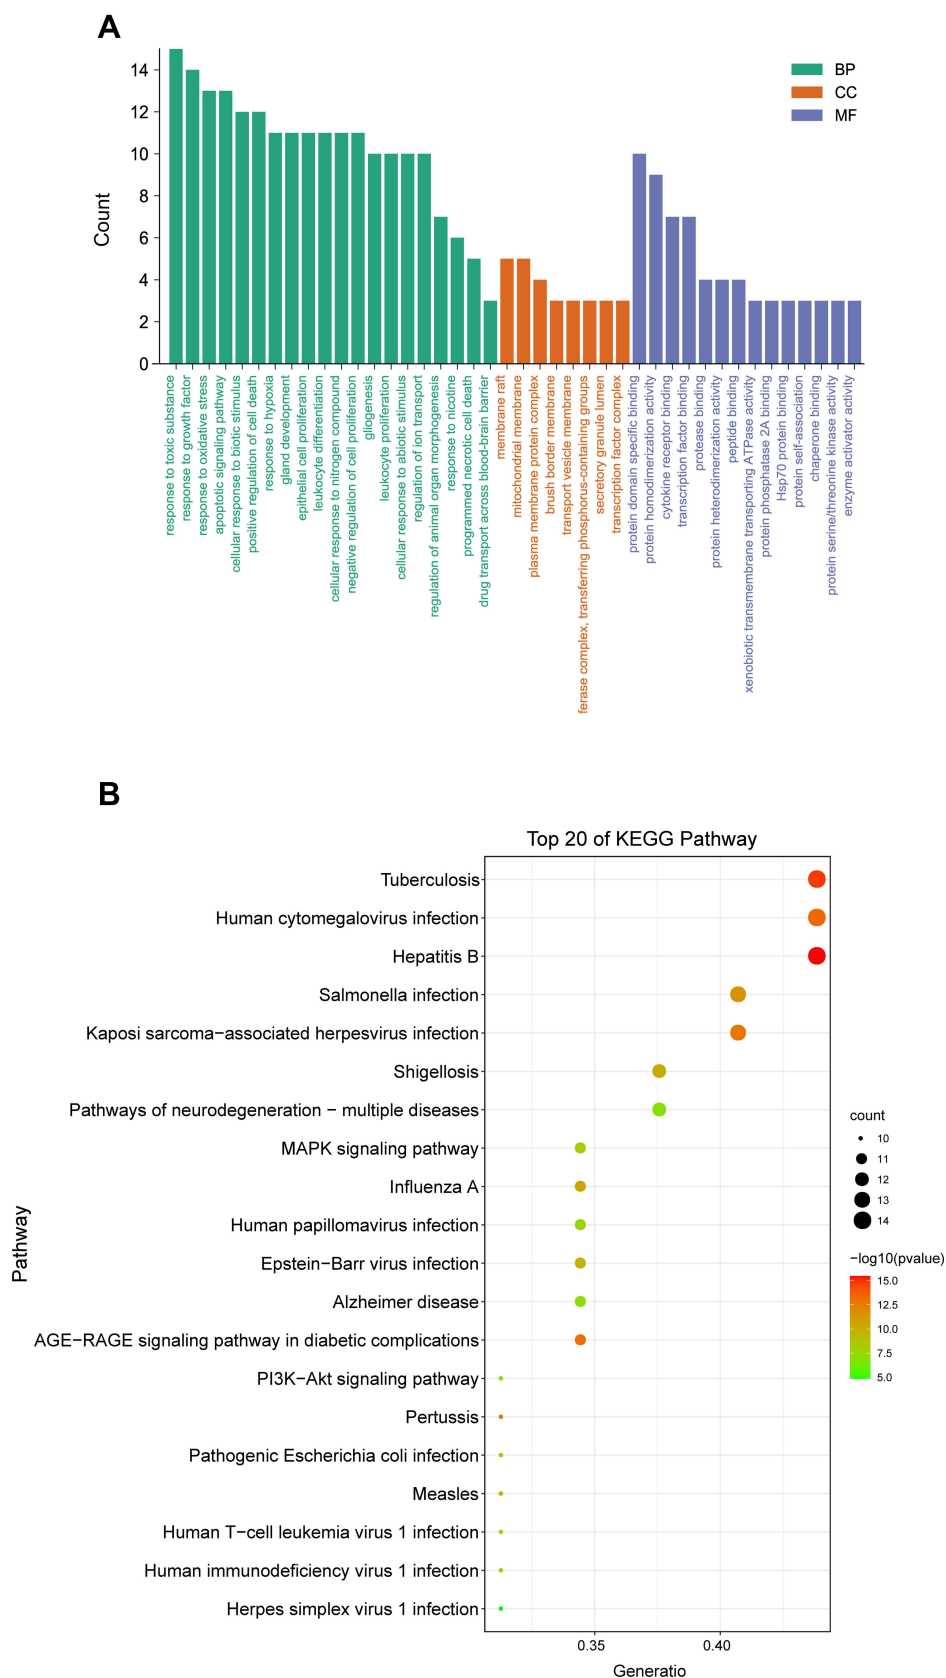 A
14
12
10
8
6
4
2
0
Count
BP
CC
MF
response to toxic substance
response to growth factor
response to oxidative stress
apoptotic signaling pathway
cellular response to biotic stimulus
positive regulation of cell death
response to hypoxia
gland development
epithelial cell proliferation
leukocyte differentiation
cellular response to nitrogen compound
negative regulation of cell proliferation
gliogenesis
leukocyte proliferation
cellular response to abiotic stimulus
regulation of ion transport
regulation of animal organ morphogenesis
response to nicotine
programmed necrotic cell death
drug transport across blood-brain barrier
membrane raft
mitochondrial membrane
plasma membrane protein complex
brush border membrane
transport vesicle membrane
ferase complex, transferring phosphorus-containing groups
secretory granule lumen
transcription factor complex
protein domain specific binding
protein homodimerization activity
cytokine receptor binding
transcription factor binding
protease binding
protein heterodimerization activity
peptide binding
xenobiotic transmembrane transporting ATPase activity
protein phosphatase 2A binding
Hsp70 protein binding
protein self-association
chaperone binding
protein serine/threonine kinase activity
enzyme activator activity
B
Top 20 of KEGG Pathway
Pathway
Tuberculosis
Human cytomegalovirus infection
Hepatitis B
Salmonella infection
Kaposi sarcoma−associated herpesvirus infection
Shigellosis
Pathways of neurodegeneration − multiple diseases
MAPK signaling pathway
Influenza A
Human papillomavirus infection
Epstein−Barr virus infection
Alzheimer disease
AGE−RAGE signaling pathway in diabetic complications
PI3K−Akt signaling pathway
Pertussis
Pathogenic Escherichia coli infection
Measles
Human T−cell leukemia virus 1 infection
Human immunodeficiency virus 1 infection
Herpes simplex virus 1 infection
0.35
0.40
Generatio
count
10
11
12
13
14
−log10(pvalue)
15.0
12.5
10.0
7.5
5.0